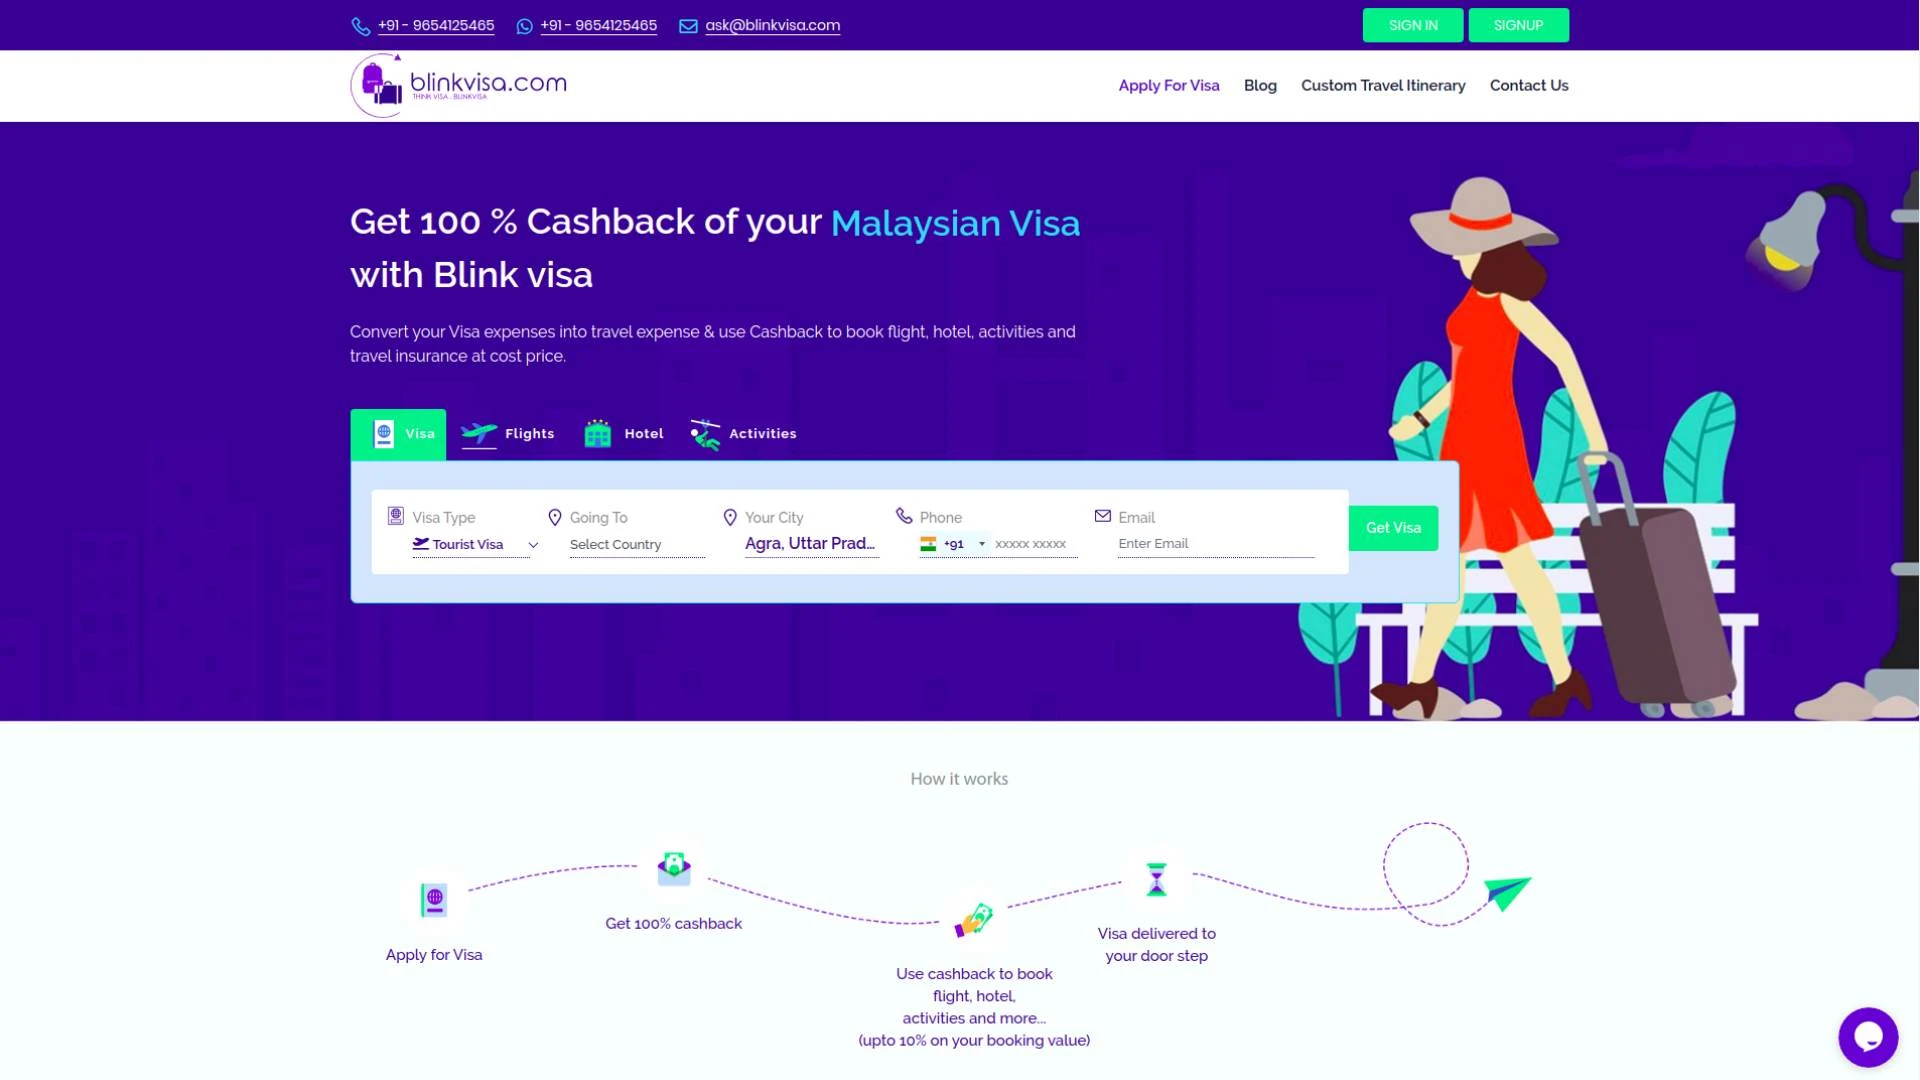 +91 - 9654125465 +91 - 9654125465 ask@blinkvisa.com SIGN IN SIGNUP
blinkvisa.com
THINK VISA...BLINKVISA
Apply For Visa Blog Custom Travel Itinerary Contact Us
Get 100 % Cashback of your Malaysian Visa
with Blink visa
Convert your Visa expenses into travel expense & use Cashback to book flight, hotel, activities and
travel insurance at cost price.
Visa Flights Hotel Activities
Visa Type Going To Your City Phone Email
Tourist Visa Select Country Agra, Uttar Prad... +91 xxxxx xxxxx Enter Email
Get Visa
How it works
Apply for Visa
Get 100% cashback
Use cashback to book
flight, hotel,
activities and more...
(upto 10% on your booking value)
Visa delivered to
your door step